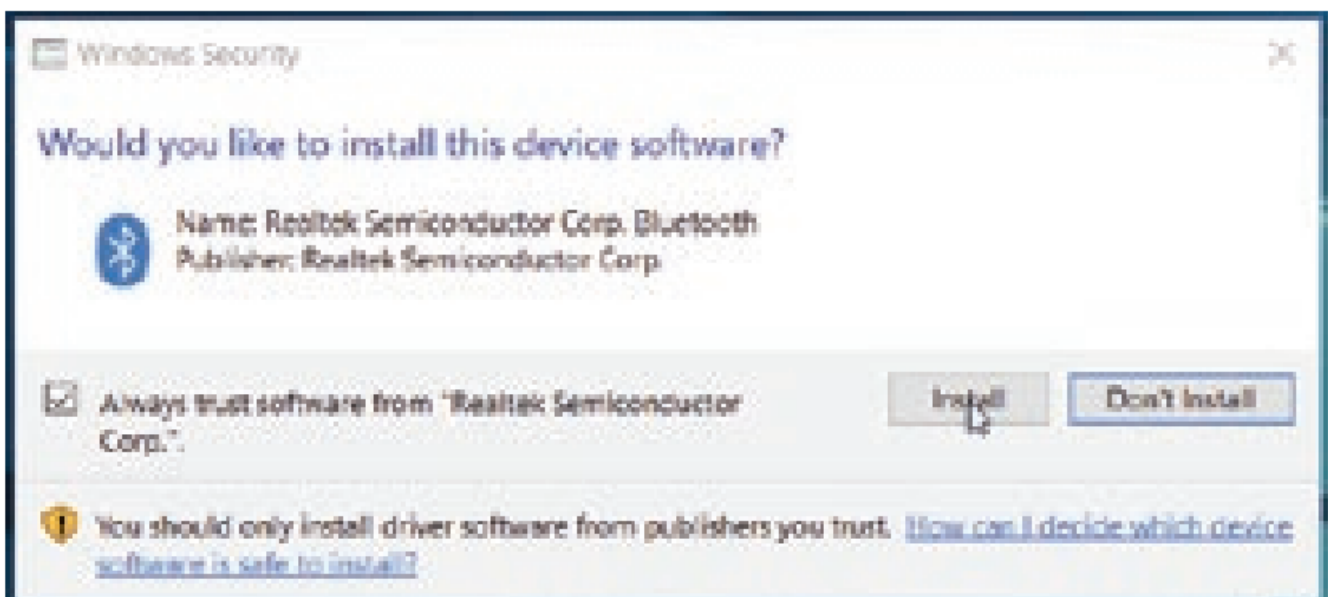 Windows Security
Would you like to install this device software?
Name: Realtek Semiconductor Corp. Bluetooth
Publisher: Realtek Semiconductor Corp.
Always trust software from "Realtek Semiconductor
Corp.".
Install
Don't Install
You should only install driver software from publishers you trust. How can I decide which device
software is safe to install?